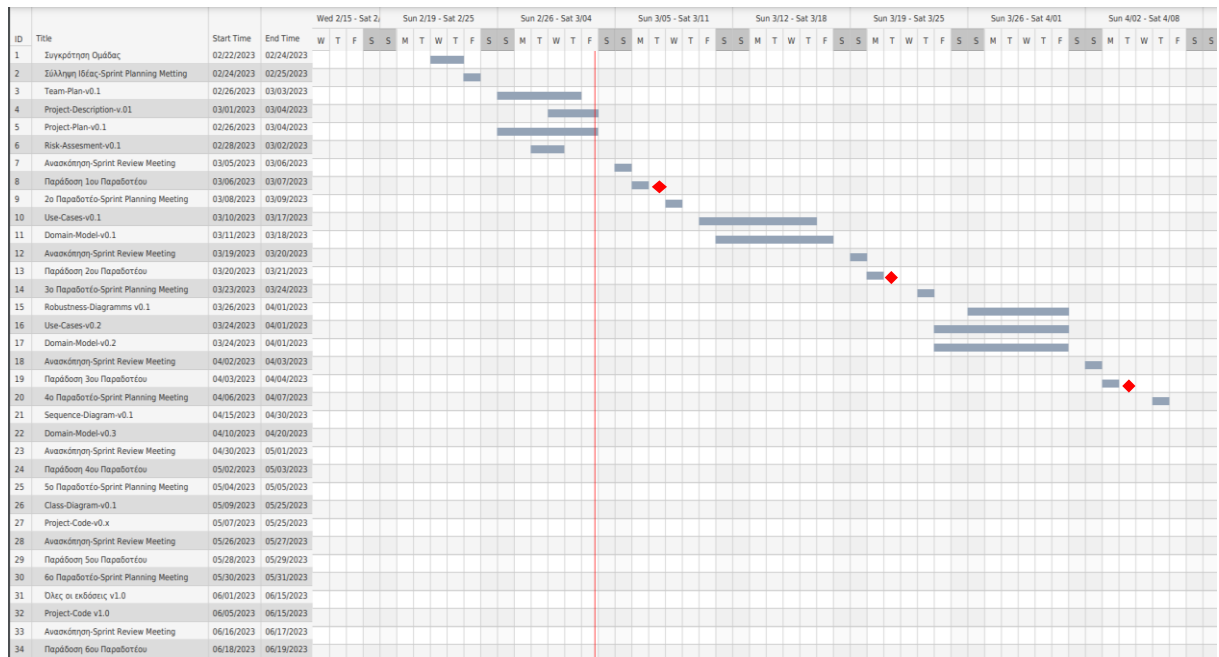 Wed 2/15 - Sat 2/ Sun 2/19 - Sat 2/25 Sun 2/26 - Sat 3/04 Sun 3/05 - Sat 3/11 Sun 3/12 - Sat 3/18 Sun 3/19 - Sat 3/25 Sun 3/26 - Sat 4/01 Sun 4/02 - Sat 4/08
ID Title Start Time End Time W T F S S M T W T F S S M T W T F S S M T W T F S S M T W T F S S M T W T F S S M T W T F S S M T W T F S S
1 Συγκρότηση Ομάδας 02/22/2023 02/24/2023
2 Σύλληψη Ιδέας-Sprint Planning Metting 02/24/2023 02/25/2023
3 Team-Plan-v0.1 02/26/2023 03/03/2023
4 Project-Description-v.01 03/01/2023 03/04/2023
5 Project-Plan-v0.1 02/26/2023 03/04/2023
6 Risk-Assesment-v0.1 02/28/2023 03/02/2023
7 Ανασκόπηση-Sprint Review Meeting 03/05/2023 03/06/2023
8 Παράδοση 1ου Παραδοτέου 03/06/2023 03/07/2023
9 2ο Παραδοτέο-Sprint Planning Meeting 03/08/2023 03/09/2023
10 Use-Cases-v0.1 03/10/2023 03/17/2023
11 Domain-Model-v0.1 03/11/2023 03/18/2023
12 Ανασκόπηση-Sprint Review Meeting 03/19/2023 03/20/2023
13 Παράδοση 2ου Παραδοτέου 03/20/2023 03/21/2023
14 3ο Παραδοτέο-Sprint Planning Meeting 03/23/2023 03/24/2023
15 Robustness-Diagramms v0.1 03/26/2023 04/01/2023
16 Use-Cases-v0.2 03/24/2023 04/01/2023
17 Domain-Model-v0.2 03/24/2023 04/01/2023
18 Ανασκόπηση-Sprint Review Meeting 04/02/2023 04/03/2023
19 Παράδοση 3ου Παραδοτέου 04/03/2023 04/04/2023
20 4ο Παραδοτέο-Sprint Planning Meeting 04/06/2023 04/07/2023
21 Sequence-Diagram-v0.1 04/15/2023 04/30/2023
22 Domain-Model-v0.3 04/10/2023 04/20/2023
23 Ανασκόπηση-Sprint Review Meeting 04/30/2023 05/01/2023
24 Παράδοση 4ου Παραδοτέου 05/02/2023 05/03/2023
25 5ο Παραδοτέο-Sprint Planning Meeting 05/04/2023 05/05/2023
26 Class-Diagram-v0.1 05/09/2023 05/25/2023
27 Project-Code-v0.x 05/07/2023 05/25/2023
28 Ανασκόπηση-Sprint Review Meeting 05/26/2023 05/27/2023
29 Παράδοση 5ου Παραδοτέου 05/28/2023 05/29/2023
30 6ο Παραδοτέο-Sprint Planning Meeting 05/30/2023 05/31/2023
31 Όλες οι εκδόσεις v1.0 06/01/2023 06/15/2023
32 Project-Code v1.0 06/05/2023 06/15/2023
33 Ανασκόπηση-Sprint Review Meeting 06/16/2023 06/17/2023
34 Παράδοση 6ου Παραδοτέου 06/18/2023 06/19/2023